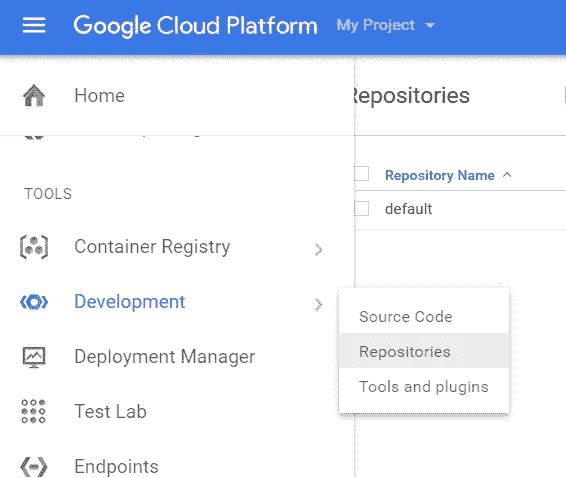 Google Cloud Platform My Project
Home
Repositories
Repository Name
default
TOOLS
Container Registry
Development
Source Code
Repositories
Tools and plugins
Deployment Manager
Test Lab
Endpoints